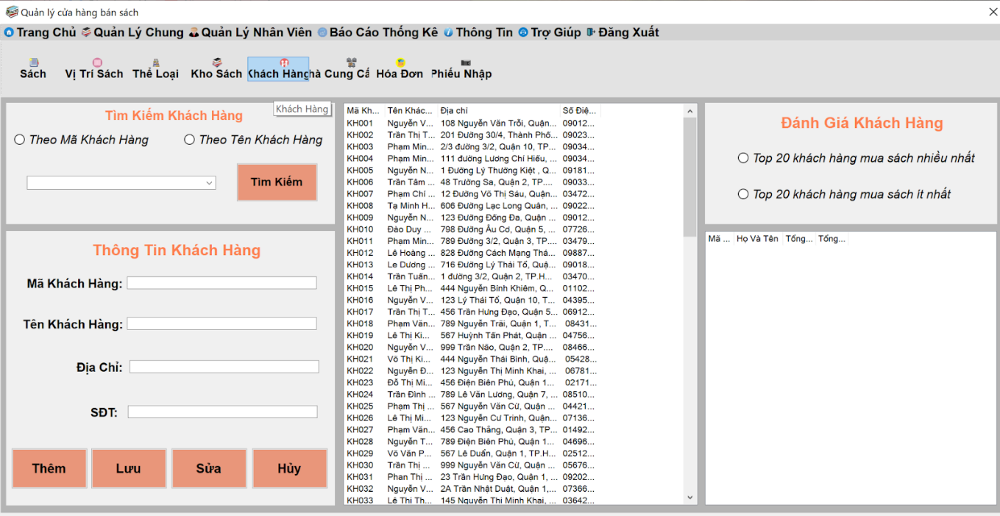 Quản lý cửa hàng bán sách
Trang Chủ Quản Lý Chung Quản Lý Nhân Viên Báo Cáo Thống Kê Thông Tin Trợ Giúp Đăng Xuất
Sách Vị Trí Sách Thể Loại Kho Sách Khách Hàng hà Cung Cấ Hóa Đơn Phiếu Nhập
Khách Hàng
Tìm Kiếm Khách Hàng
Theo Mã Khách Hàng Theo Tên Khách Hàng
Tìm Kiếm
Thông Tin Khách Hàng
Mã Khách Hàng:
Tên Khách Hàng:
Địa Chỉ:
SĐT:
Thêm Lưu Sửa Hủy
Mã Kh... Tên Khác... Địa chỉ Số Điệ...
KH001 Nguyễn V... 108 Nguyễn Văn Trỗi, Quận... 09012...
KH002 Trần Thị T... 201 Đường 30/4, Thành Phố... 09023...
KH003 Phạm Min... 2/3 đường 3/2, Quận 10, TP... 09034...
KH004 Phạm Min... 111 đường Lương Chí Hiếu, ... 09034...
KH005 Nguyễn N... 1 Đường Lý Thường Kiệt , Q... 09181...
KH006 Trần Tâm ... 48 Trường Sa, Quận 2, TP.... 09033...
KH007 Phạm Chí ... 12 Đường Võ Thị Sáu, Quận... 03472...
KH008 Tạ Minh H... 606 Đường Lạc Long Quân, ... 09022...
KH009 Nguyễn N... 123 Đường Đống Đa, Quận ... 09012...
KH010 Đào Duy ... 798 Đường Âu Cơ, Quận 5, ... 07726...
KH011 Phạm Min... 789 Đường 3/2, Quận 3, TP.... 03479...
KH012 Lê Hoàng ... 828 Đường Cách Mạng Thá... 09887...
KH013 Le Dương ... 716 Đường Lý Thái Tổ, Quậ... 09018...
KH014 Trần Tuấn... 1 đường 3/2, Quận 2, TP.H... 03470...
KH015 Lê Thị Ph... 444 Nguyễn Bỉnh Khiêm, Q... 01102...
KH016 Nguyễn V... 123 Lý Thái Tổ, Quận 10, T... 04395...
KH017 Trần Thị T... 456 Trần Hưng Đạo, Quận 5... 06912...
KH018 Phạm Văn... 789 Nguyễn Trãi, Quận 1, T... 08431...
KH019 Lê Thị Ki... 567 Huỳnh Tấn Phát, Quận ... 04756...
KH020 Nguyễn V... 999 Trần Não, Quận 2, TP.... 08466...
KH021 Võ Thị Ki... 444 Nguyễn Thái Bình, Quậ... 05428...
KH022 Nguyễn Đ... 123 Nguyễn Thị Minh Khai, ... 06781...
KH023 Đỗ Thị Mi... 456 Điện Biên Phủ, Quận 1... 02171...
KH024 Trần Đình ... 789 Lê Văn Lương, Quận 7, ... 08510...
KH025 Phạm Thị ... 567 Nguyễn Văn Cừ, Quận ... 04421...
KH026 Lê Thị Mi... 123 Nguyễn Cư Trinh, Quận... 07136...
KH027 Phạm Văn... 456 Cao Thắng, Quận 3, TP... 01492...
KH028 Nguyễn T... 789 Điện Biên Phủ, Quận 1... 04696...
KH029 Võ Văn P... 567 Lê Duẩn, Quận 1, TP.H... 02512...
KH030 Trần Thị ... 999 Nguyễn Văn Cừ, Quận ... 05676...
KH031 Phan Thị ... 23 Trần Hưng Đạo, Quận 1, ... 09202...
KH032 Nguyễn V... 2A Trần Nhật Duật, Quận 1,... 07366...
KH033 Lê Thị Th... 145 Nguyễn Thị Minh Khai, ... 03642...
Đánh Giá Khách Hàng
Top 20 khách hàng mua sách nhiều nhất
Top 20 khách hàng mua sách ít nhất
Mã ... Họ Và Tên Tổng... Tổng...